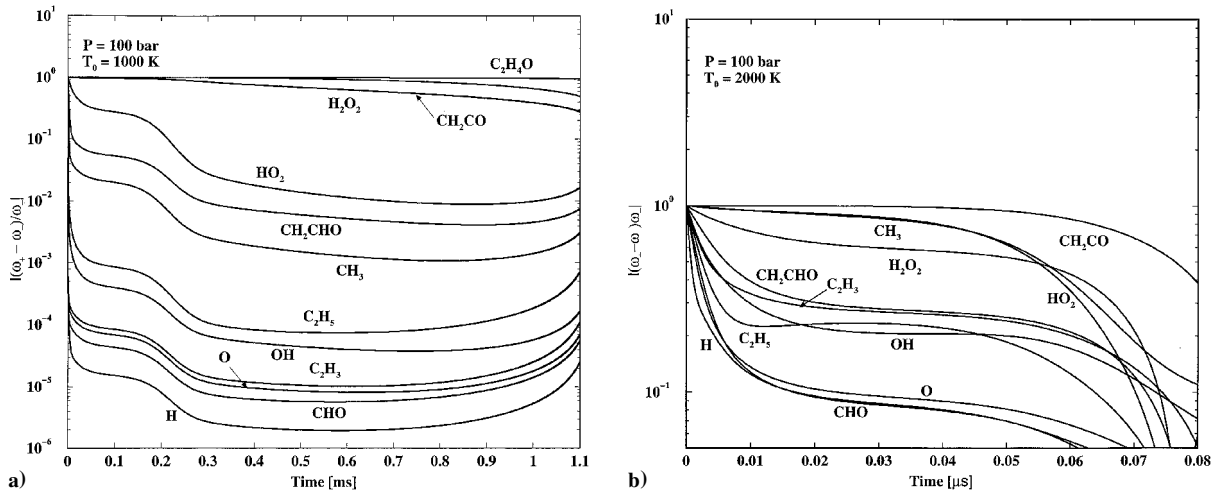 10¹
P = 100 bar
T₀ = 1000 K
10⁰
C₂H₄O
H₂O₂
CH₂CO
10⁻¹
HO₂
10⁻²
CH₂CHO
CH₃
10⁻³
C₂H₅
10⁻⁴
O
OH
C₂H₃
10⁻⁵
CHO
H
10⁻⁶
|(ω₊ − ω₋)/ω₋|
0 0.1 0.2 0.3 0.4 0.5 0.6 0.7 0.8 0.9 1 1.1
Time [ms]
a)
10¹
P = 100 bar
T₀ = 2000 K
10⁰
CH₃
CH₂CO
H₂O₂
CH₂CHO
C₂H₃
HO₂
C₂H₅
H
OH
O
10⁻¹
CHO
|(ω₋−ω )ω₋|
0 0.01 0.02 0.03 0.04 0.05 0.06 0.07 0.08
Time [μs]
b)